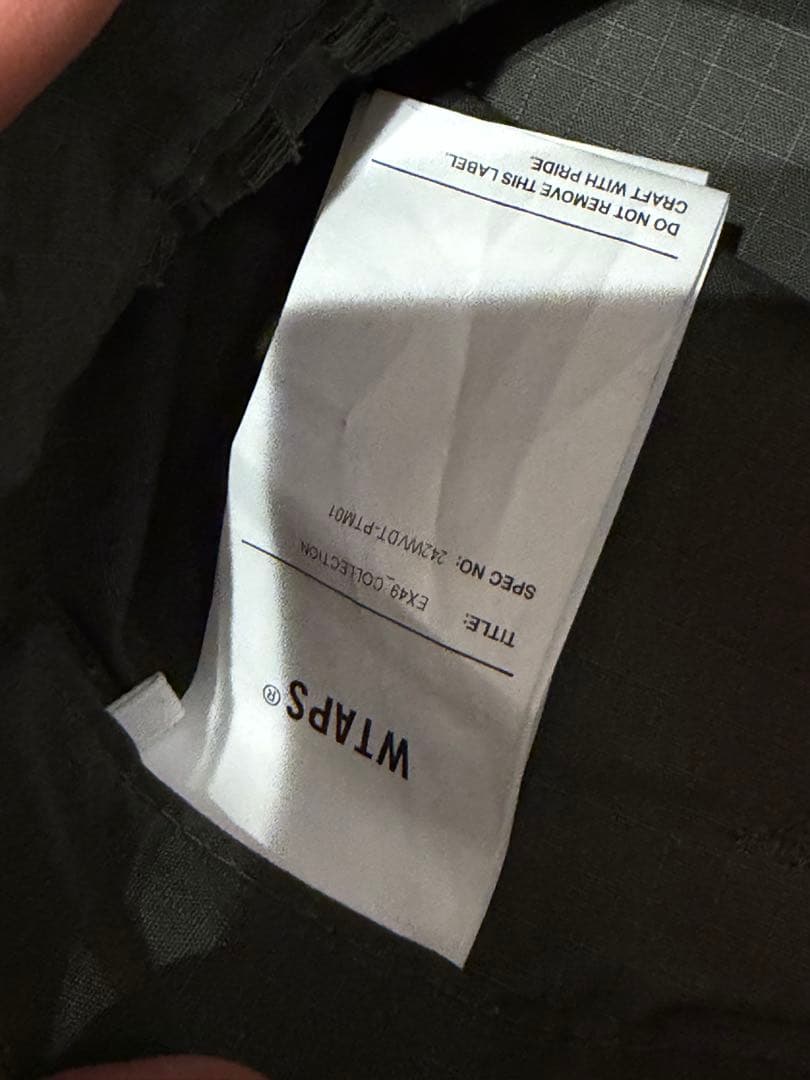 WTAPS®
TITLE: EX49_COLLECTION
SPEC NO: 242WVDT-PTM01
DO NOT REMOVE THIS LABEL.
CRAFT WITH PRIDE.